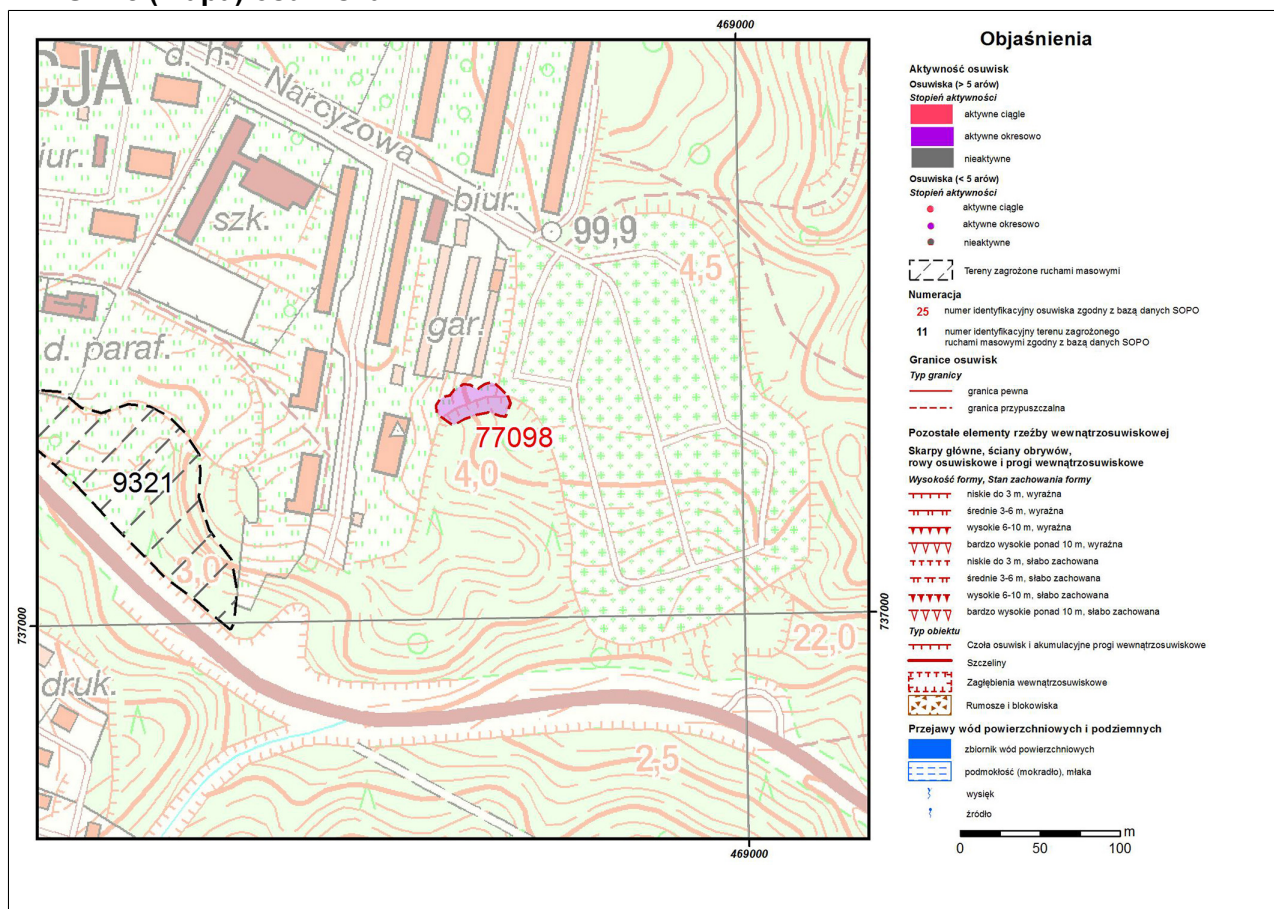 469000
CJA
d. h.
Narcyzowa
biur.
szk.
99,9
4,5
gar.
d. paraf.
77098
4,0
9321
3,0
737000
737000
22,0
druk.
2,5
469000
Objaśnienia
Aktywność osuwisk
Osuwiska (> 5 arów)
Stopień aktywności
aktywne ciągle
aktywne okresowo
nieaktywne
Osuwiska (< 5 arów)
Stopień aktywności
aktywne ciągle
aktywne okresowo
nieaktywne
Tereny zagrożone ruchami masowymi
Numeracja
25 numer identyfikacyjny osuwiska zgodny z bazą danych SOPO
11 numer identyfikacyjny terenu zagrożonego
ruchami masowymi zgodny z bazą danych SOPO
Granice osuwisk
Typ granicy
granica pewna
granica przypuszczalna
Pozostałe elementy rzeźby wewnątrzosuwiskowej
Skarpy główne, ściany obrywów,
rowy osuwiskowe i progi wewnątrzosuwiskowe
Wysokość formy, Stan zachowania formy
niskie do 3 m, wyraźna
średnie 3-6 m, wyraźna
wysokie 6-10 m, wyraźna
bardzo wysokie ponad 10 m, wyraźna
niskie do 3 m, słabo zachowana
średnie 3-6 m, słabo zachowana
wysokie 6-10 m, słabo zachowana
bardzo wysokie ponad 10 m, słabo zachowana
Typ obiektu
Czoła osuwisk i akumulacyjne progi wewnątrzosuwiskowe
Szczeliny
Zagłębienia wewnątrzosuwiskowe
Rumosze i blokowiska
Przejawy wód powierzchniowych i podziemnych
zbiornik wód powierzchniowych
podmokłość (mokradło), młaka
wysięk
źródło
m
0 50 100